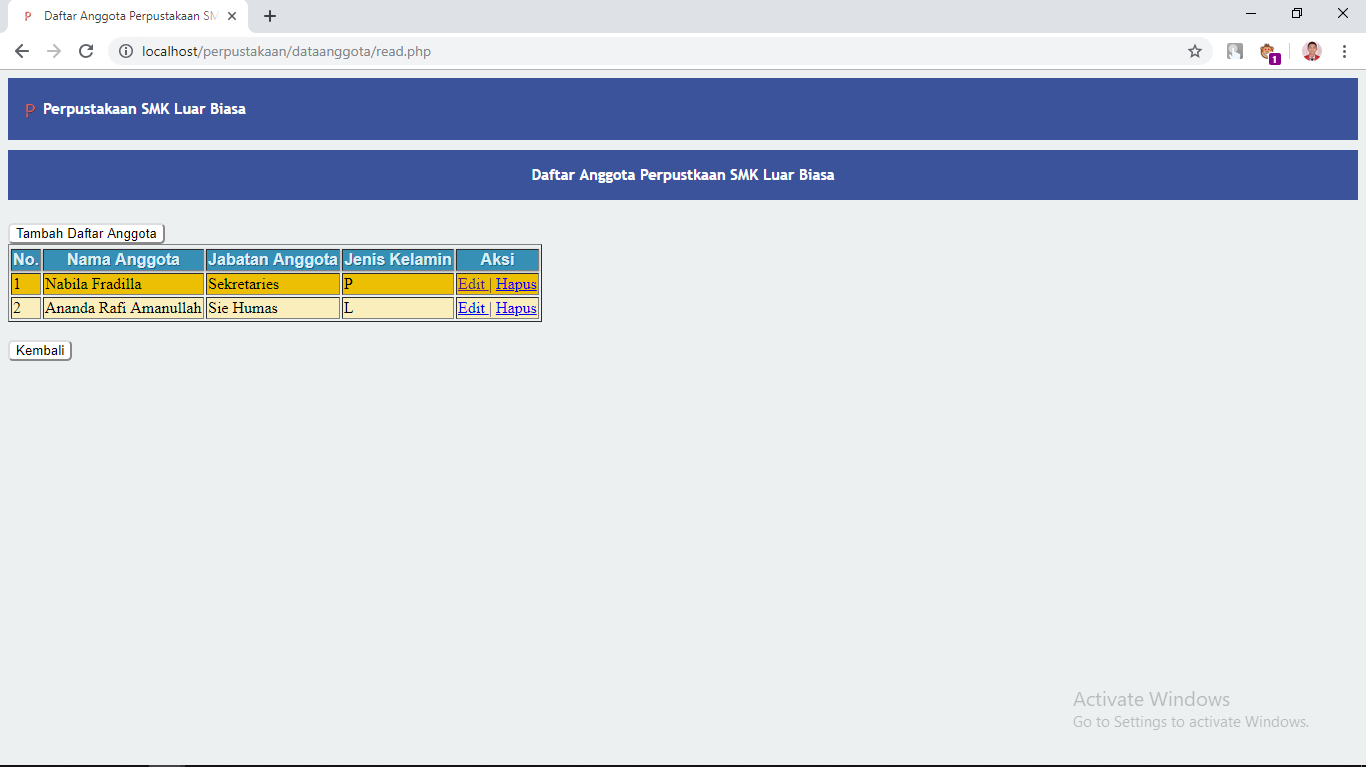 P Daftar Anggota Perpustakaan SM
localhost/perpustakaan/dataanggota/read.php
1
P Perpustakaan SMK Luar Biasa
Daftar Anggota Perpustkaan SMK Luar Biasa
Tambah Daftar Anggota
No. Nama Anggota Jabatan Anggota Jenis Kelamin Aksi
1 Nabila Fradilla Sekretaries P Edit | Hapus
2 Ananda Rafi Amanullah Sie Humas L Edit | Hapus
Kembali
Activate Windows
Go to Settings to activate Windows.